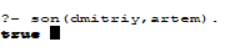 ?- son(dmitriy,artem).
true